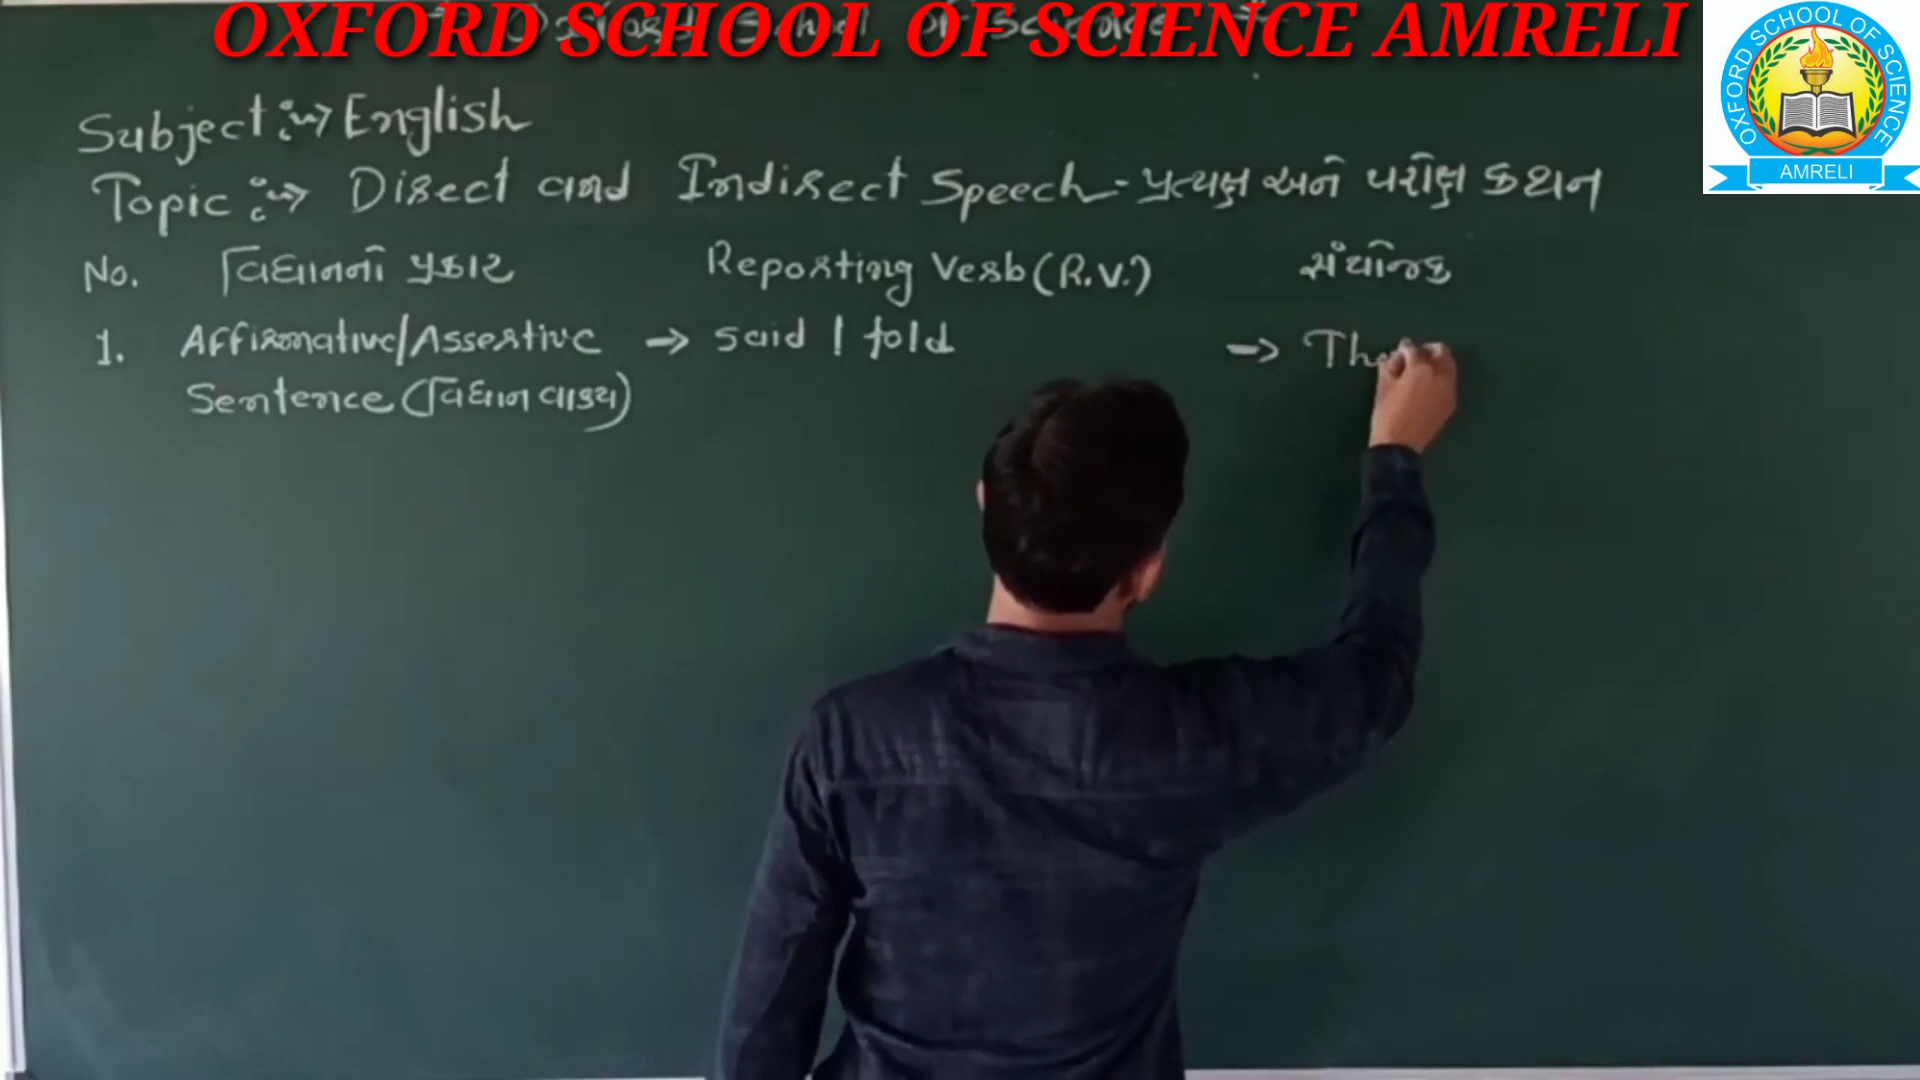 OXFORD SCHOOL OF SCIENCE AMRELI
OXFORD SCHOOL OF SCIENCE
AMRELI
Subject :-> English
Topic :-> Direct and Indirect Speech - પ્રત્યક્ષ અને પરોક્ષ કથન
No. વિધાનનો પ્રકાર Reporting Verb (R.V.) સંયોજક
1. Affirmative/Assertive -> said / told -> Tha
Sentence (વિધાન વાક્ય)